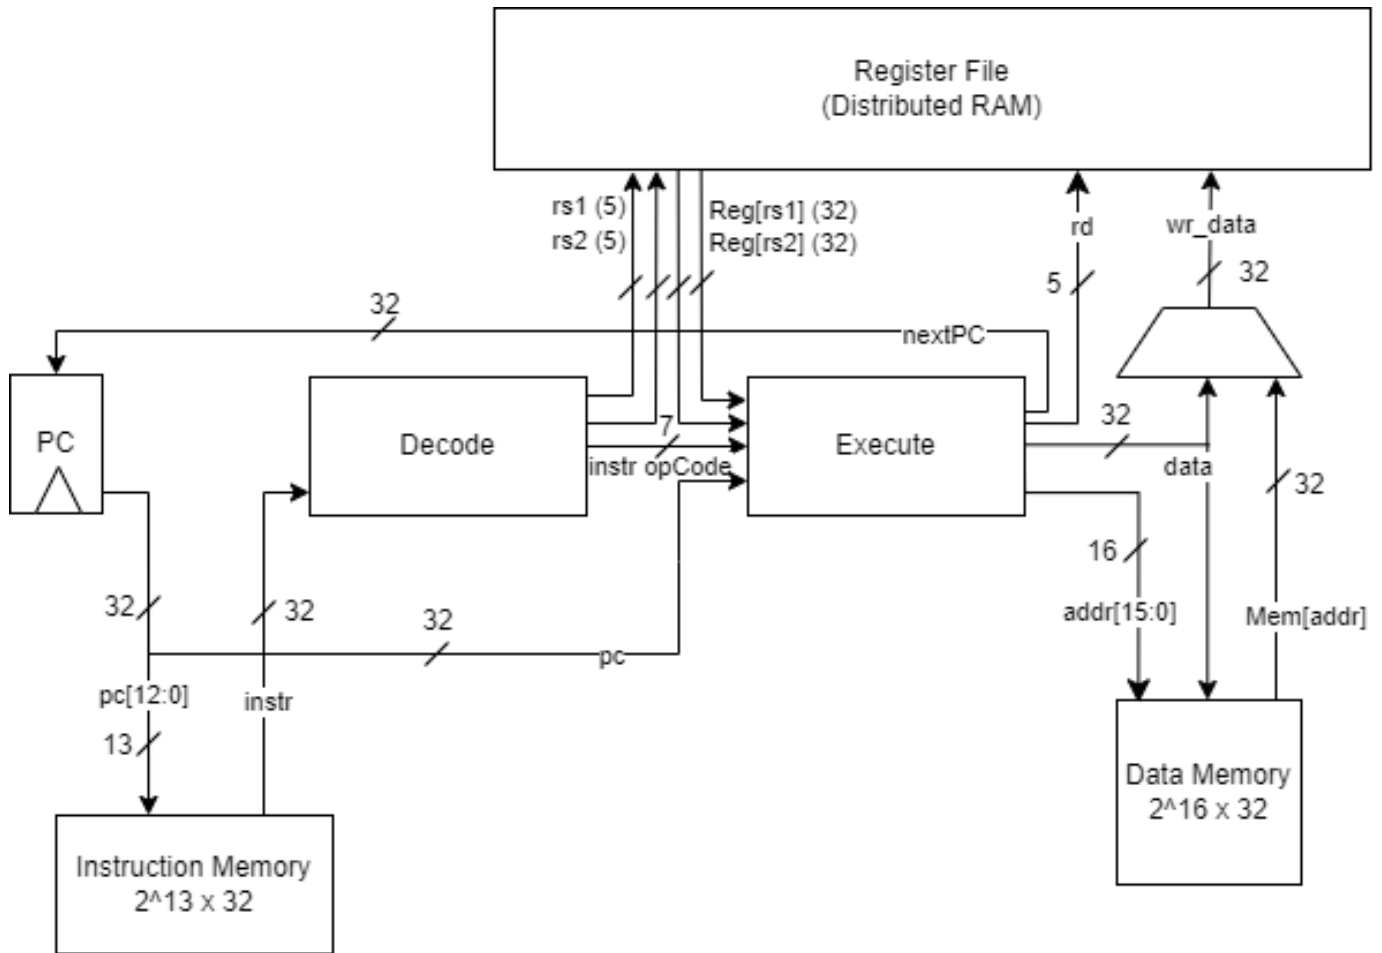 Register File
(Distributed RAM)
rs1 (5)
rs2 (5)
Reg[rs1] (32)
Reg[rs2] (32)
rd
wr_data
5
32
32
nextPC
PC
Decode
7
instr opCode
Execute
32
data
32
16
addr[15:0]
Mem[addr]
32
32
32
pc
pc[12:0]
instr
13
Instruction Memory
2^13 x 32
Data Memory
2^16 x 32